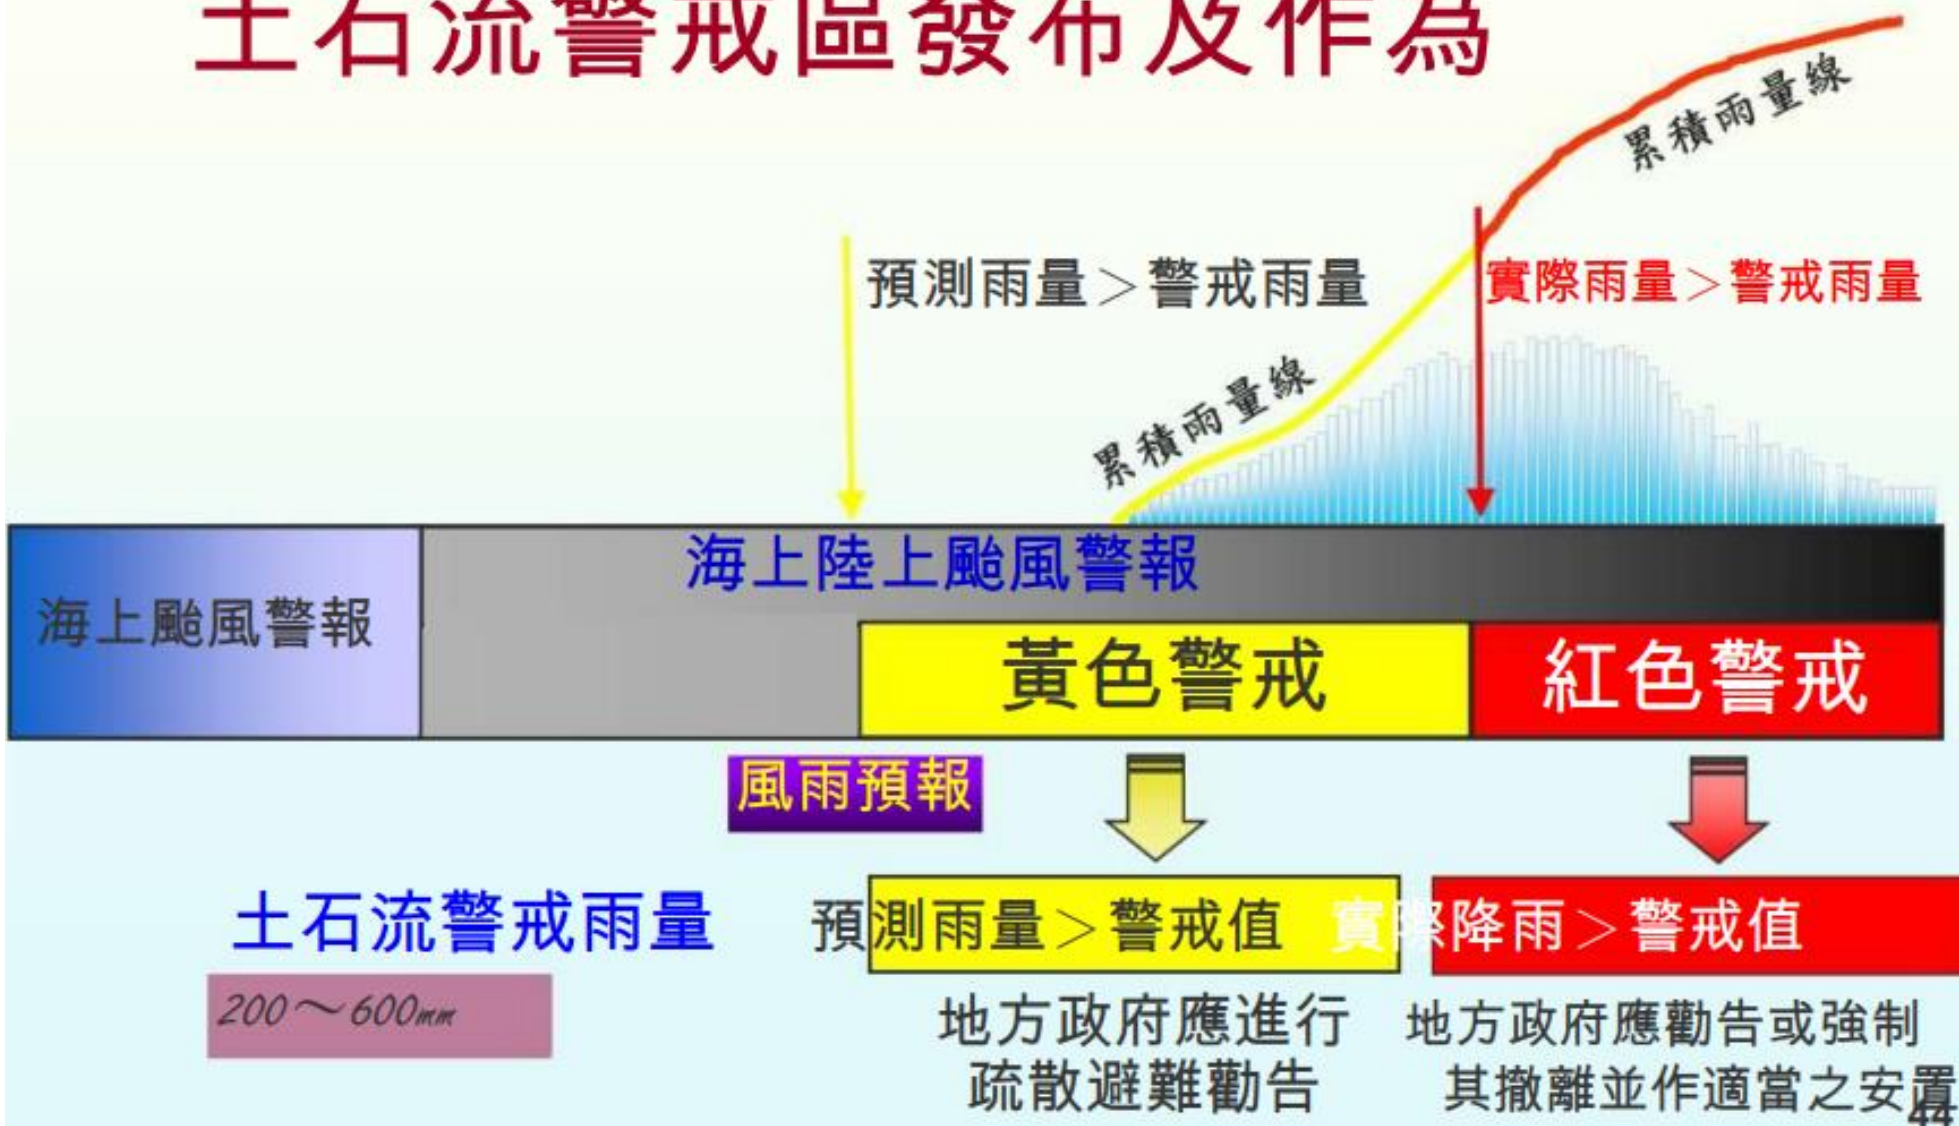 土石流警戒區發布及作為
累積雨量線
預測雨量＞警戒雨量
實際雨量＞警戒雨量
累積雨量線
海上陸上颱風警報
海上颱風警報
黃色警戒
紅色警戒
風雨預報
土石流警戒雨量
預測雨量＞警戒值
實際降雨＞警戒值
200～600mm
地方政府應進行
疏散避難勸告
地方政府應勸告或強制
其撤離並作適當之安置
44